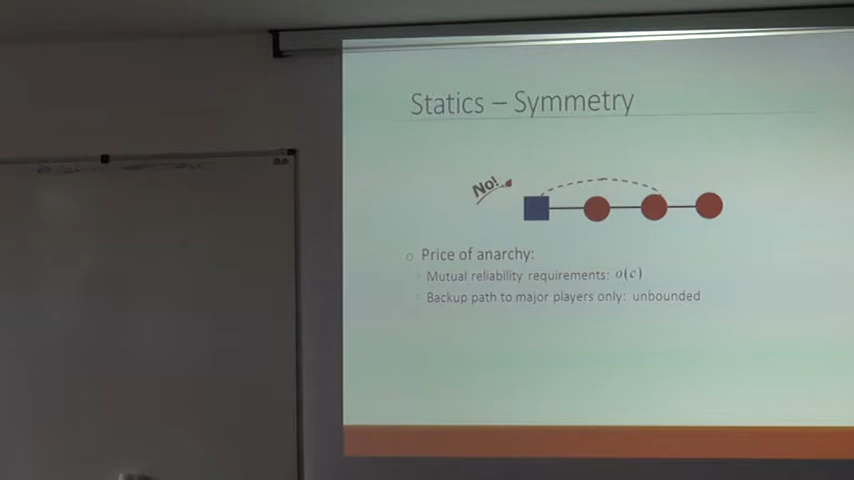 Statics – Symmetry
No!
Price of anarchy:
Mutual reliability requirements: o(c)
Backup path to major players only: unbounded